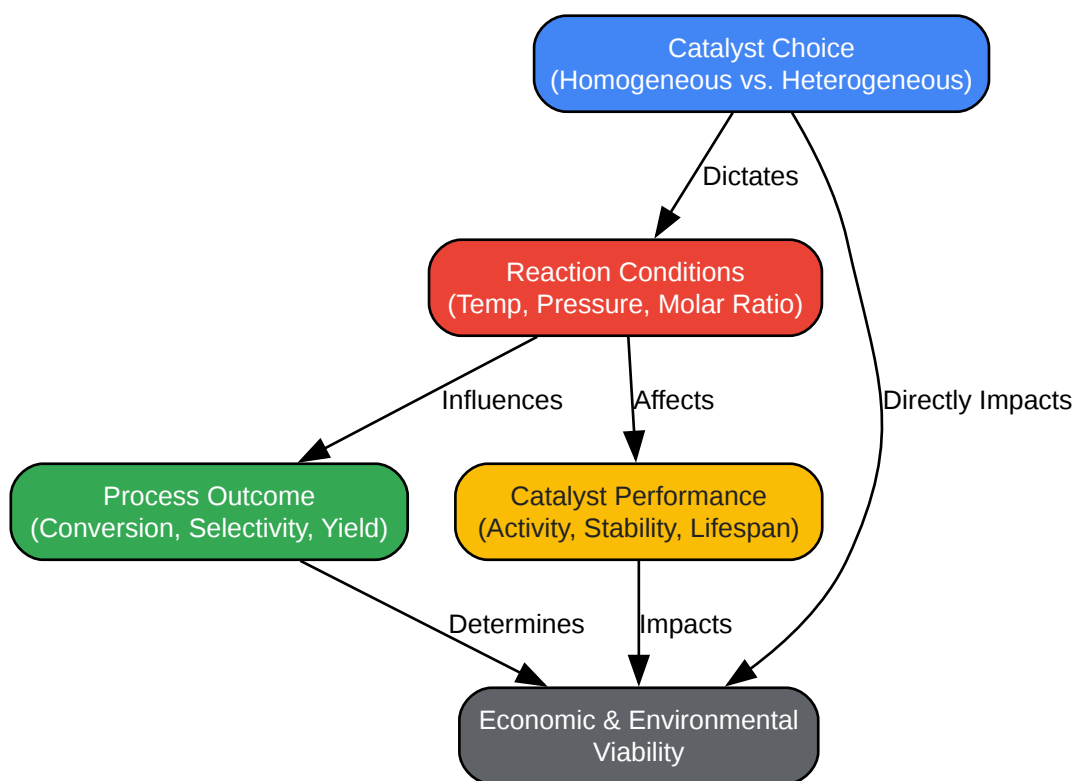 Catalyst Choice
(Homogeneous vs. Heterogeneous)
Dictates
Reaction Conditions
(Temp, Pressure, Molar Ratio)
Influences
Affects
Directly Impacts
Process Outcome
(Conversion, Selectivity, Yield)
Catalyst Performance
(Activity, Stability, Lifespan)
Determines
Impacts
Economic & Environmental
Viability